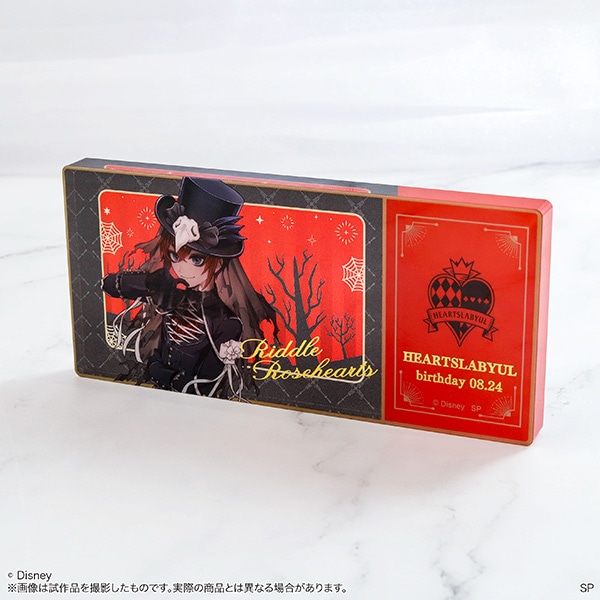 Riddle
Rosehearts
HEARTSLABYUL
HEARTSLABYUL
birthday 08.24
© Disney SP
© Disney
※画像は試作品を撮影したものです。実際の商品とは異なる場合があります。
SP